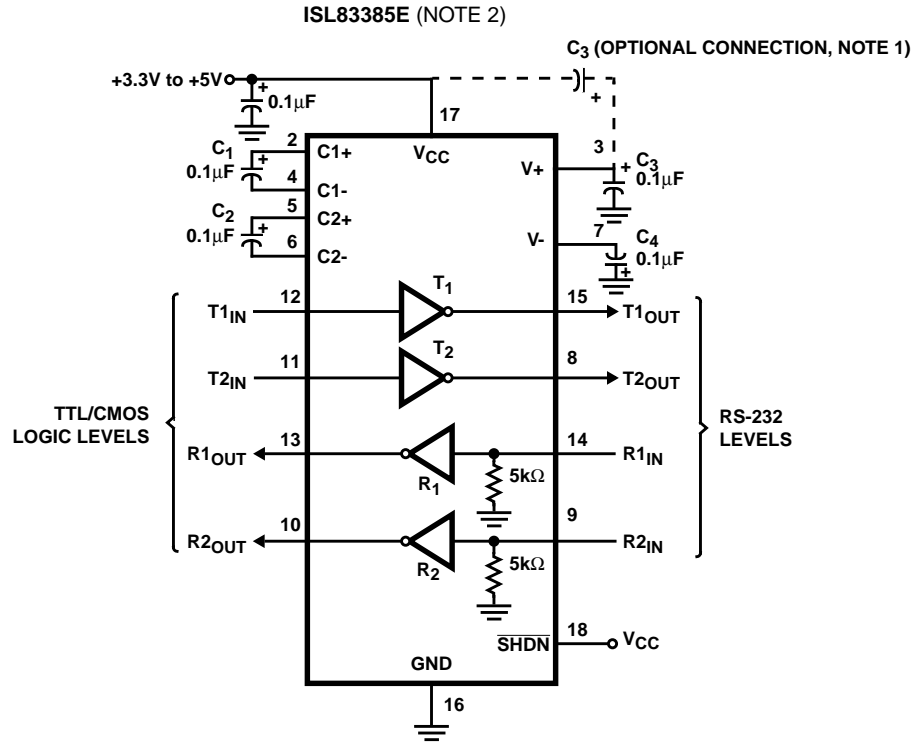 ISL83385E (NOTE 2)
C3 (OPTIONAL CONNECTION, NOTE 1)
+3.3V to +5V
+
0.1μF
+
17
VCC
2
C1+
C1
0.1μF
+
4
C1-
5
C2+
C2
0.1μF
+
6
C2-
3
V+
+
C3
0.1μF
7
V-
C4
0.1μF
+
T1IN
12
T1
15
T1OUT
T2IN
11
T2
8
T2OUT
TTL/CMOS
LOGIC LEVELS
RS-232
LEVELS
R1OUT
13
R1
14
R1IN
5kΩ
R2OUT
10
R2
9
R2IN
5kΩ
SHDN
18
VCC
GND
16